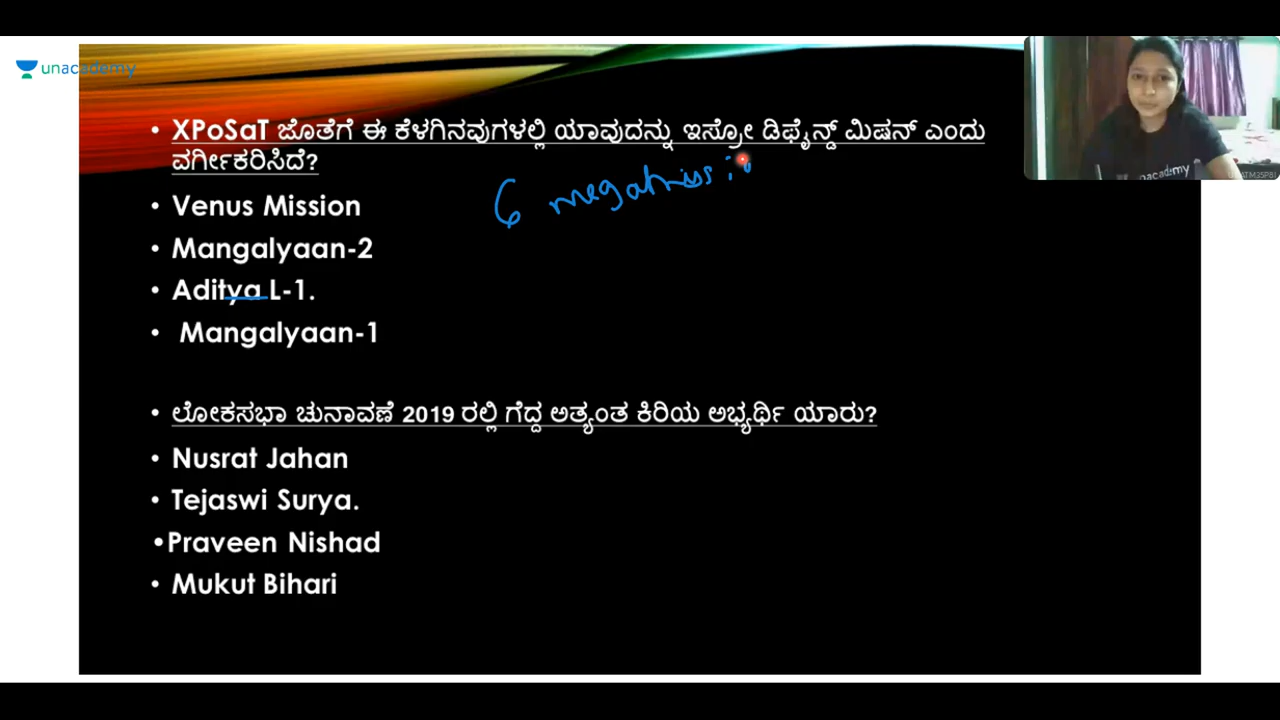 unacademy
• XPoSaT ಜೊತೆಗೆ ಈ ಕೆಳಗಿನವುಗಳಲ್ಲಿ ಯಾವುದನ್ನು ಇಸ್ರೋ ಡಿಫೈನ್ಡ್ ಮಿಷನ್ ಎಂದು
ವರ್ಗೀಕರಿಸಿದೆ?
6 megamiss
• Venus Mission
• Mangalyaan-2
• Aditya L-1.
• Mangalyaan-1
• ಲೋಕಸಭಾ ಚುನಾವಣೆ 2019 ರಲ್ಲಿ ಗೆದ್ದ ಅತ್ಯಂತ ಕಿರಿಯ ಅಭ್ಯರ್ಥಿ ಯಾರು?
• Nusrat Jahan
• Tejaswi Surya.
•Praveen Nishad
• Mukut Bihari
unacademy